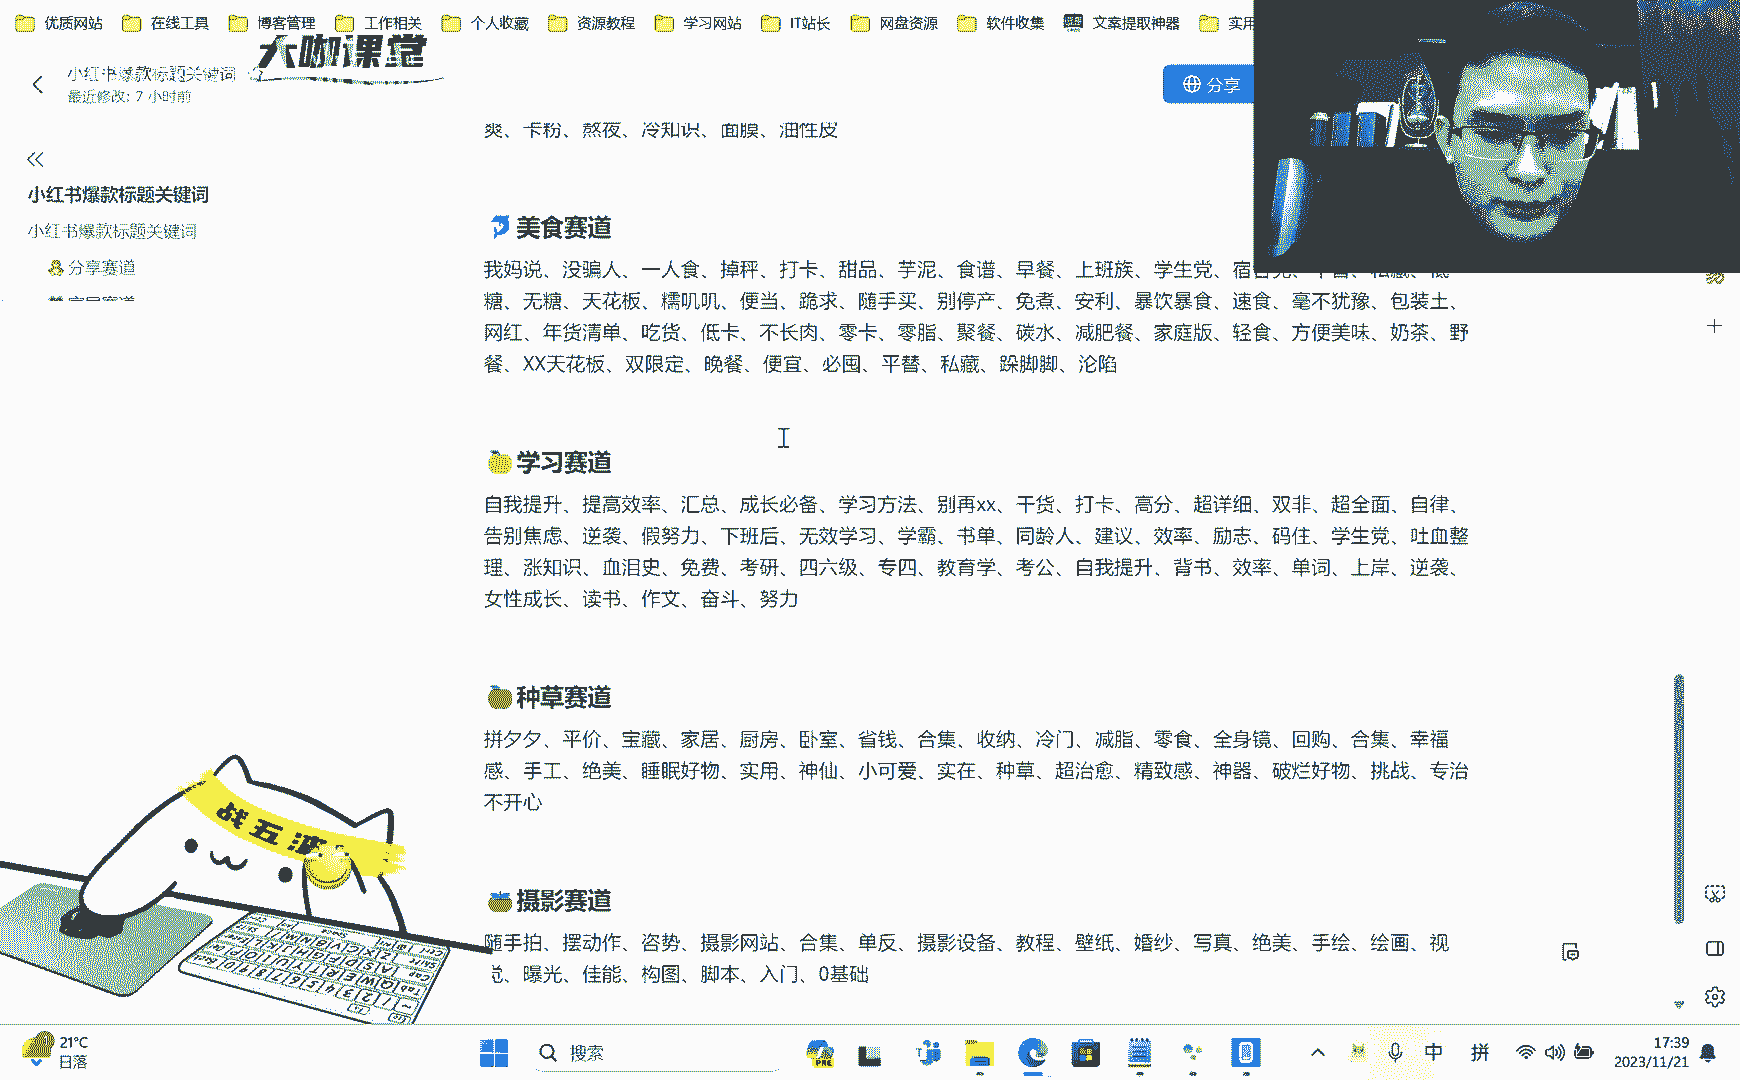 优质网站 在线工具 博客管理 工作相关 个人收藏 资源教程 学习网站 IT站长 网盘资源 软件收集 文案提取神器 实用
大咖课堂
小红书爆款标题关键词
最近修改: 7 小时前
分享
爽、卡粉、熬夜、冷知识、面膜、油性皮
小红书爆款标题关键词
小红书爆款标题关键词
分享赛道
美食赛道
我妈说、没骗人、一人食、掉秤、打卡、甜品、芋泥、食谱、早餐、上班族、学生党、
糖、无糖、天花板、糯叽叽、便当、跪求、随手买、别停产、免煮、安利、暴饮暴食、速食、毫不犹豫、包装土、
网红、年货清单、吃货、低卡、不长肉、零卡、零脂、聚餐、碳水、减肥餐、家庭版、轻食、方便美味、奶茶、野
餐、XX天花板、双限定、晚餐、便宜、必囤、平替、私藏、跺脚脚、沦陷
学习赛道
自我提升、提高效率、汇总、成长必备、学习方法、别再xx、干货、打卡、高分、超详细、双非、超全面、自律、
告别焦虑、逆袭、假努力、下班后、无效学习、学霸、书单、同龄人、建议、效率、励志、码住、学生党、吐血整
理、涨知识、血泪史、免费、考研、四六级、专四、教育学、考公、自我提升、背书、效率、单词、上岸、逆袭、
女性成长、读书、作文、奋斗、努力
种草赛道
拼夕夕、平价、宝藏、家居、厨房、卧室、省钱、合集、收纳、冷门、减脂、零食、全身镜、回购、合集、幸福
感、手工、绝美、睡眠好物、实用、神仙、小可爱、实在、种草、超治愈、精致感、神器、破烂好物、挑战、专治
不开心
战五渣
摄影赛道
随手拍、摆动作、咨势、摄影网站、合集、单反、摄影设备、教程、壁纸、婚纱、写真、绝美、手绘、绘画、视
觉、曝光、佳能、构图、脚本、入门、0基础
21°C
日落
搜索
中 拼
17:39
2023/11/21